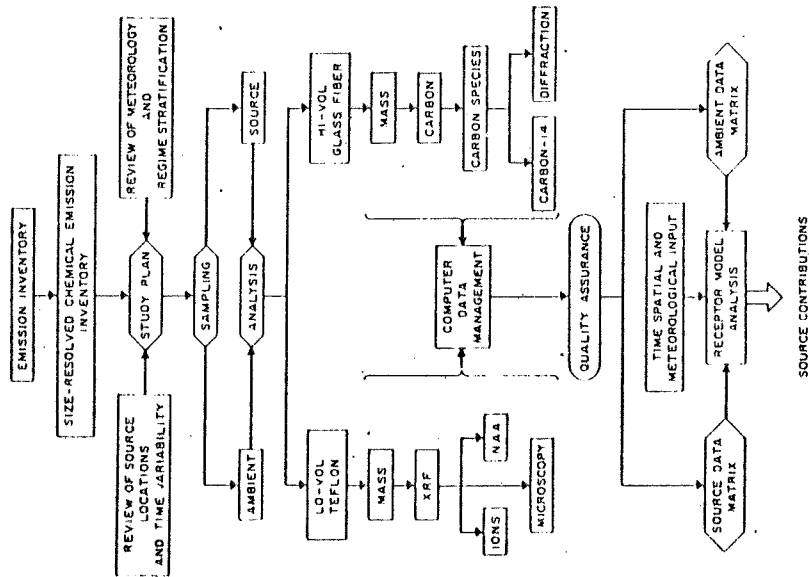 EMISSION INVENTORY
SIZE-RESOLVED CHEMICAL EMISSION
INVENTORY
REVIEW OF SOURCE
LOCATIONS
AND TIME VARIABILITY
STUDY PLAN
REVIEW OF METEOROLOGY
AND
REGIME STRATIFICATION
SAMPLING
AMBIENT
SOURCE
ANALYSIS
LO-VOL
TEFLON
HI-VOL
GLASS FIBER
MASS
MASS
XRF
CARBON
IONS
NAA
CARBON SPECIES
MICROSCOPY
CARBON-14
DIFFRACTION
COMPUTER
DATA
MANAGEMENT
QUALITY ASSURANCE
TIME SPATIAL AND
METEOROLOGICAL INPUT
SOURCE DATA
MATRIX
RECEPTOR MODEL
ANALYSIS
AMBIENT DATA
MATRIX
SOURCE CONTRIBUTIONS